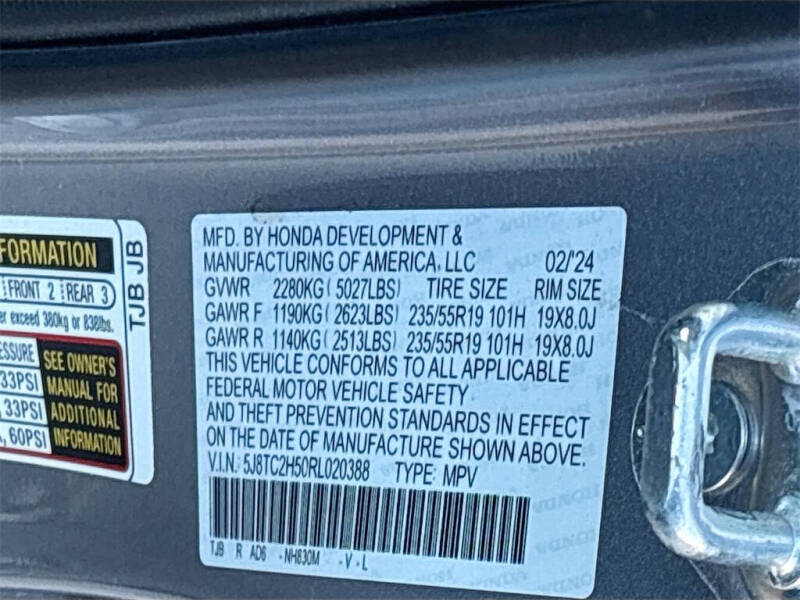 FORMATION
FRONT 2 REAR 3
er exceed 380kg or 838lbs.
TJB JB
ESSURE
33PSI
33PSI
60PSI
SEE OWNER'S
MANUAL FOR
ADDITIONAL
INFORMATION
MFD. BY HONDA DEVELOPMENT &
MANUFACTURING OF AMERICA, LLC 02/'24
GVWR 2280KG (5027LBS) TIRE SIZE RIM SIZE
GAWR F 1190KG (2623LBS) 235/55R19 101H 19X8.0J
GAWR R 1140KG (2513LBS) 235/55R19 101H 19X8.0J
THIS VEHICLE CONFORMS TO ALL APPLICABLE
FEDERAL MOTOR VEHICLE SAFETY
AND THEFT PREVENTION STANDARDS IN EFFECT
ON THE DATE OF MANUFACTURE SHOWN ABOVE.
V.I.N. 5J8TC2H50RL020388 TYPE: MPV
TJB R AD6 -NH830M -V-L